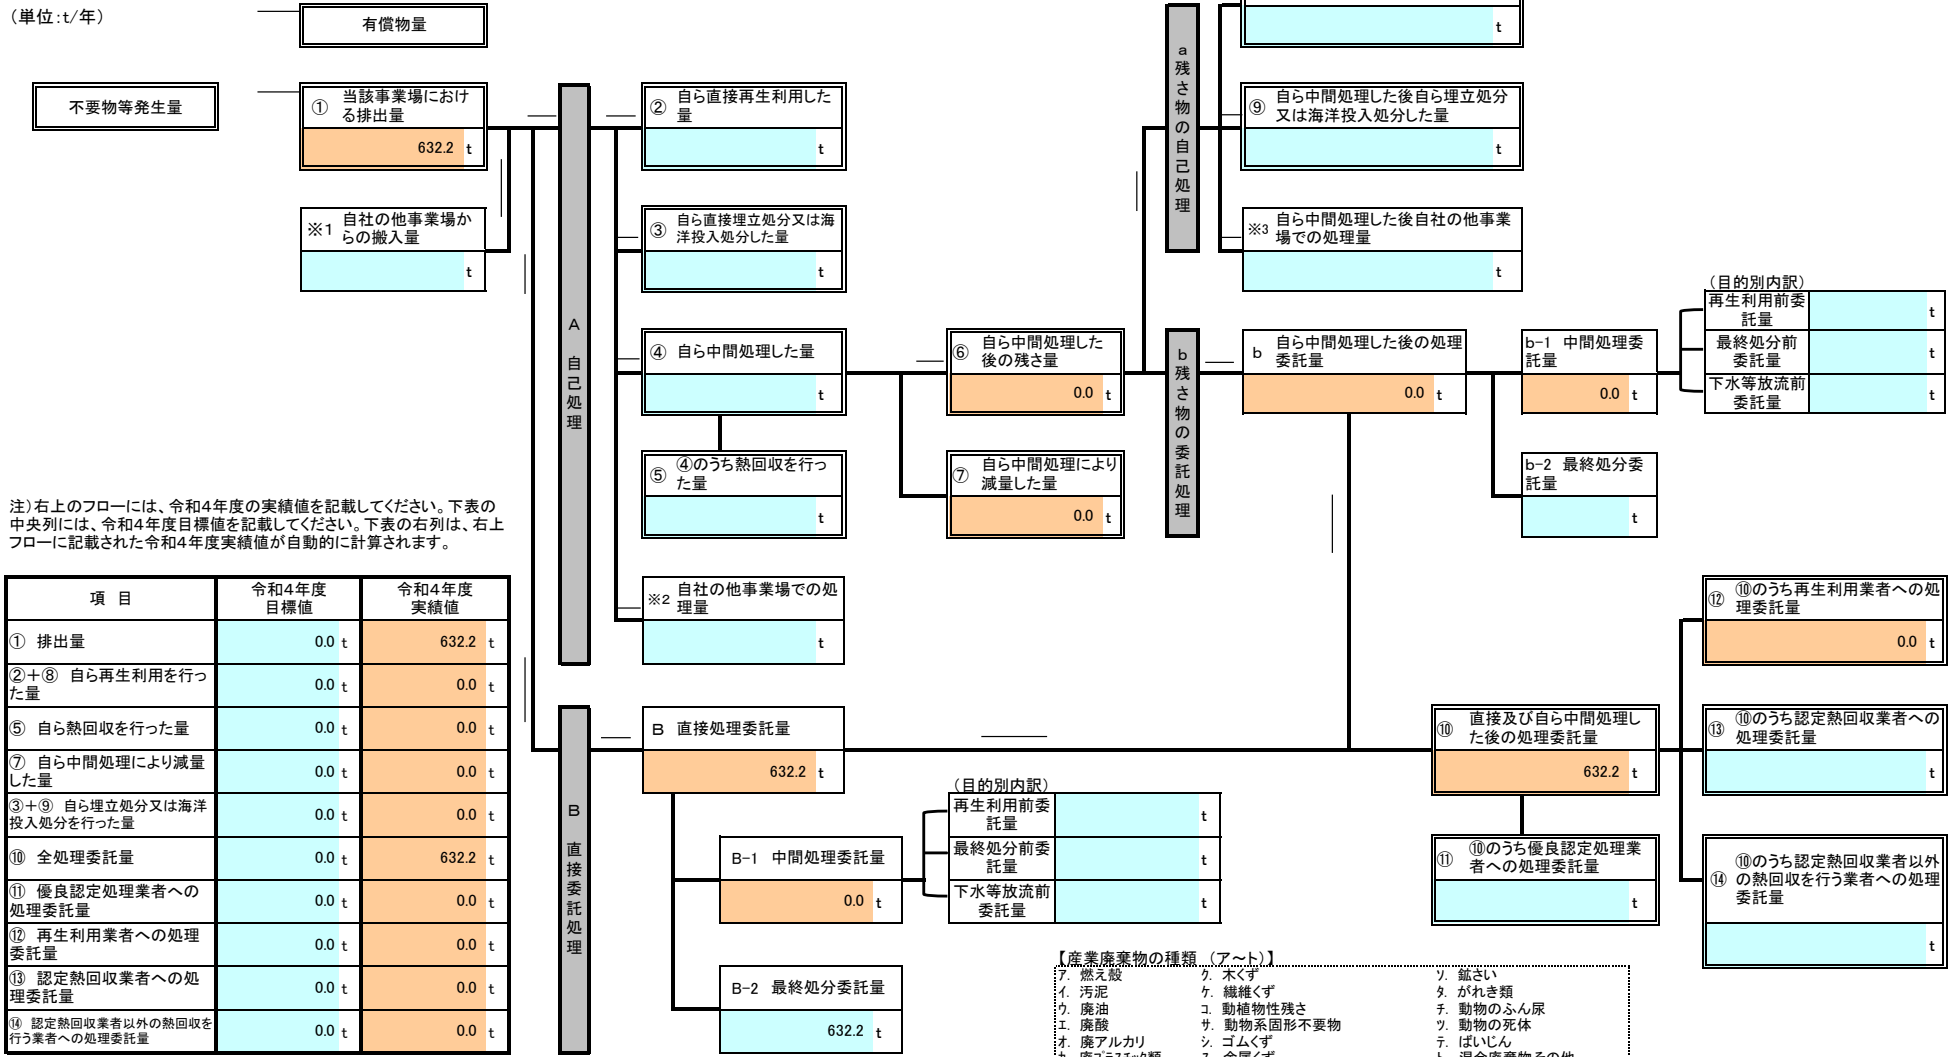 (単位:t/年)
有償物量
t
不要物等発生量
① 当該事業場におけ
る排出量
632.2 t
※1 自社の他事業場か
らの搬入量
t
A 自己処理
② 自ら直接再生利用した
量
t
③ 自ら直接埋立処分又は海
洋投入処分した量
t
④ 自ら中間処理した量
t
⑤ ④のうち熱回収を行っ
た量
t
※2 自社の他事業場での処
理量
t
⑥ 自ら中間処理した
後の残さ量
0.0 t
⑦ 自ら中間処理により
減量した量
0.0 t
a 残さ物の自己処理
⑨ 自ら中間処理した後自ら埋立処分
又は海洋投入処分した量
t
※3 自ら中間処理した後自社の他事業
場での処理量
t
b 残さ物の委託処理
b 自ら中間処理した後の処理
委託量
0.0 t
b-1 中間処理委
託量
0.0 t
b-2 最終処分委
託量
t
(目的別内訳)
再生利用前委
託量 t
最終処分前
委託量 t
下水等放流前
委託量 t
注)右上のフローには、令和4年度の実績値を記載してください。下表の
中央列には、令和4年度目標値を記載してください。下表の右列は、右上
フローに記載された令和4年度実績値が自動的に計算されます。
項 目 令和4年度
目標値 令和4年度
実績値
① 排出量 0.0 t 632.2 t
②+⑧ 自ら再生利用を行っ
た量 0.0 t 0.0 t
⑤ 自ら熱回収を行った量 0.0 t 0.0 t
⑦ 自ら中間処理により減量
した量 0.0 t 0.0 t
③+⑨ 自ら埋立処分又は海洋
投入処分を行った量 0.0 t 0.0 t
⑩ 全処理委託量 0.0 t 632.2 t
⑪ 優良認定処理業者への
処理委託量 0.0 t 0.0 t
⑫ 再生利用業者への処理
委託量 0.0 t 0.0 t
⑬ 認定熱回収業者への処
理委託量 0.0 t 0.0 t
⑭ 認定熱回収業者以外の熱回収を
行う業者への処理委託量 0.0 t 0.0 t
B 直接委託処理
B 直接処理委託量
632.2 t
B-1 中間処理委託量
0.0 t
B-2 最終処分委託量
632.2 t
(目的別内訳)
再生利用前委
託量 t
最終処分前委
託量 t
下水等放流前
委託量 t
⑩ 直接及び自ら中間処理し
た後の処理委託量
632.2 t
⑪ ⑩のうち優良認定処理業
者への処理委託量
t
⑫ ⑩のうち再生利用業者への処
理委託量
0.0 t
⑬ ⑩のうち認定熱回収業者への
処理委託量
t
⑭ ⑩のうち認定熱回収業者以外
の熱回収を行う業者への処理
委託量
t
【産業廃棄物の種類 (ア~ト)】
ア. 燃え殻 ク. 木くず ソ. 鉱さい
イ. 汚泥 ケ. 繊維くず タ. がれき類
ウ. 廃油 コ. 動植物性残さ チ. 動物のふん尿
エ. 廃酸 サ. 動物系固形不要物 ツ. 動物の死体
オ. 廃アルカリ シ. ゴムくず テ. ばいじん
カ. 廃プラスチック類 ス. 金属くず ト. 混合廃棄物その他